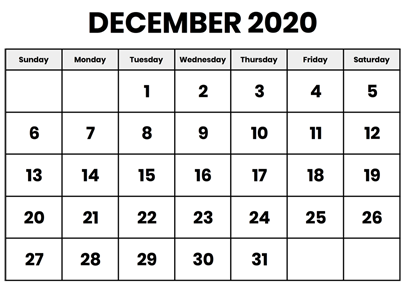 DECEMBER 2020
Sunday Monday Tuesday Wednesday Thursday Friday Saturday
1 2 3 4 5
6 7 8 9 10 11 12
13 14 15 16 17 18 19
20 21 22 23 24 25 26
27 28 29 30 31